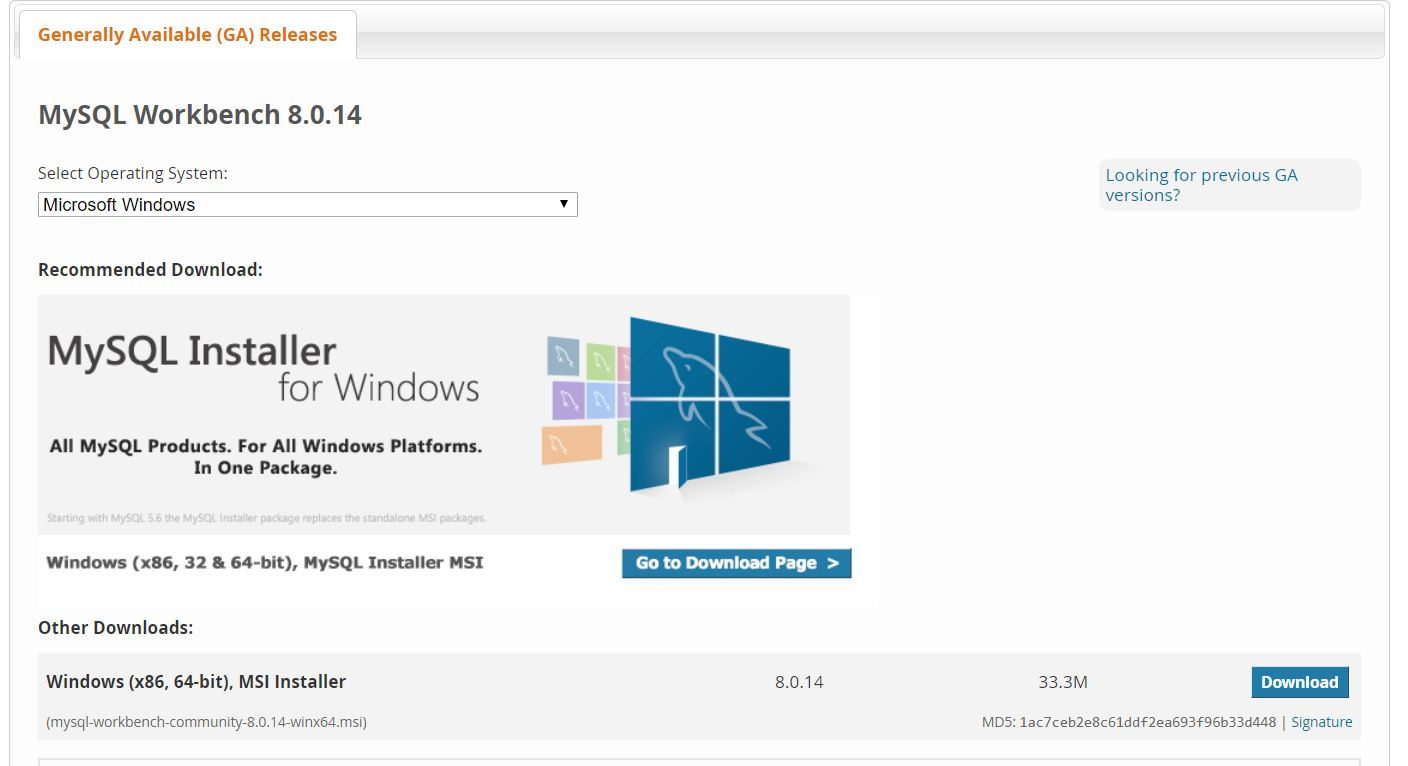 Generally Available (GA) Releases
MySQL Workbench 8.0.14
Select Operating System:
Microsoft Windows
Looking for previous GA
versions?
Recommended Download:
MySQL Installer
for Windows
All MySQL Products. For All Windows Platforms.
In One Package.
Starting with MySQL 5.6 the MySQL Installer package replaces the standalone MSI packages.
Windows (x86, 32 & 64-bit), MySQL Installer MSI
Go to Download Page >
Other Downloads:
Windows (x86, 64-bit), MSI Installer 8.0.14 33.3M Download
(mysql-workbench-community-8.0.14-winx64.msi) MD5: 1ac7ceb2e8c61ddf2ea693f96b33d448 | Signature